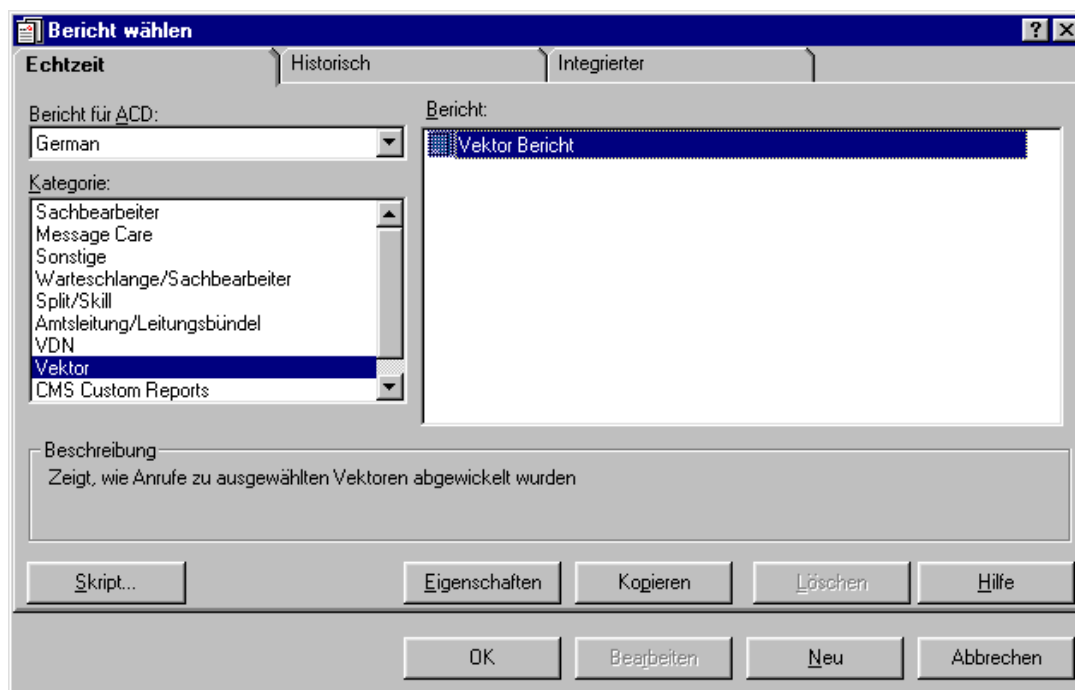 Bericht wählen
Echtzeit
Historisch
Integrierter
Bericht für ACD:
German
Kategorie:
Sachbearbeiter
Message Care
Sonstige
Warteschlange/Sachbearbeiter
Split/Skill
Amtsleitung/Leitungsbündel
VDN
Vektor
CMS Custom Reports
Bericht:
Vektor Bericht
Beschreibung
Zeigt, wie Anrufe zu ausgewählten Vektoren abgewickelt wurden
Skript...
Eigenschaften
Kopieren
Löschen
Hilfe
OK
Bearbeiten
Neu
Abbrechen